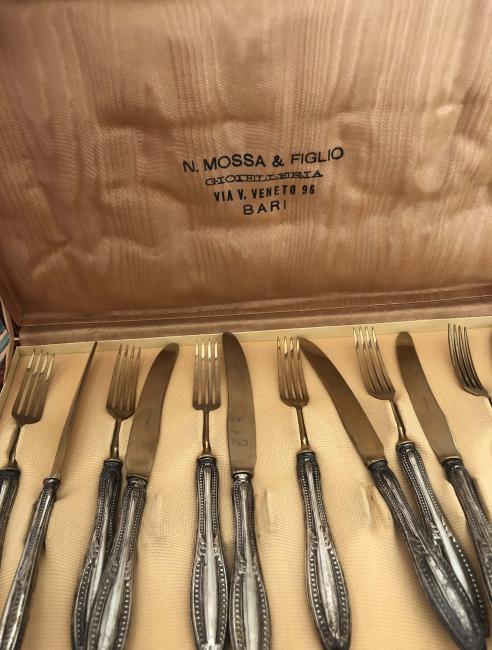 N. MOSSA & FIGLIO
GIOIELLERIA
VIA V. VENETO 96
BARI